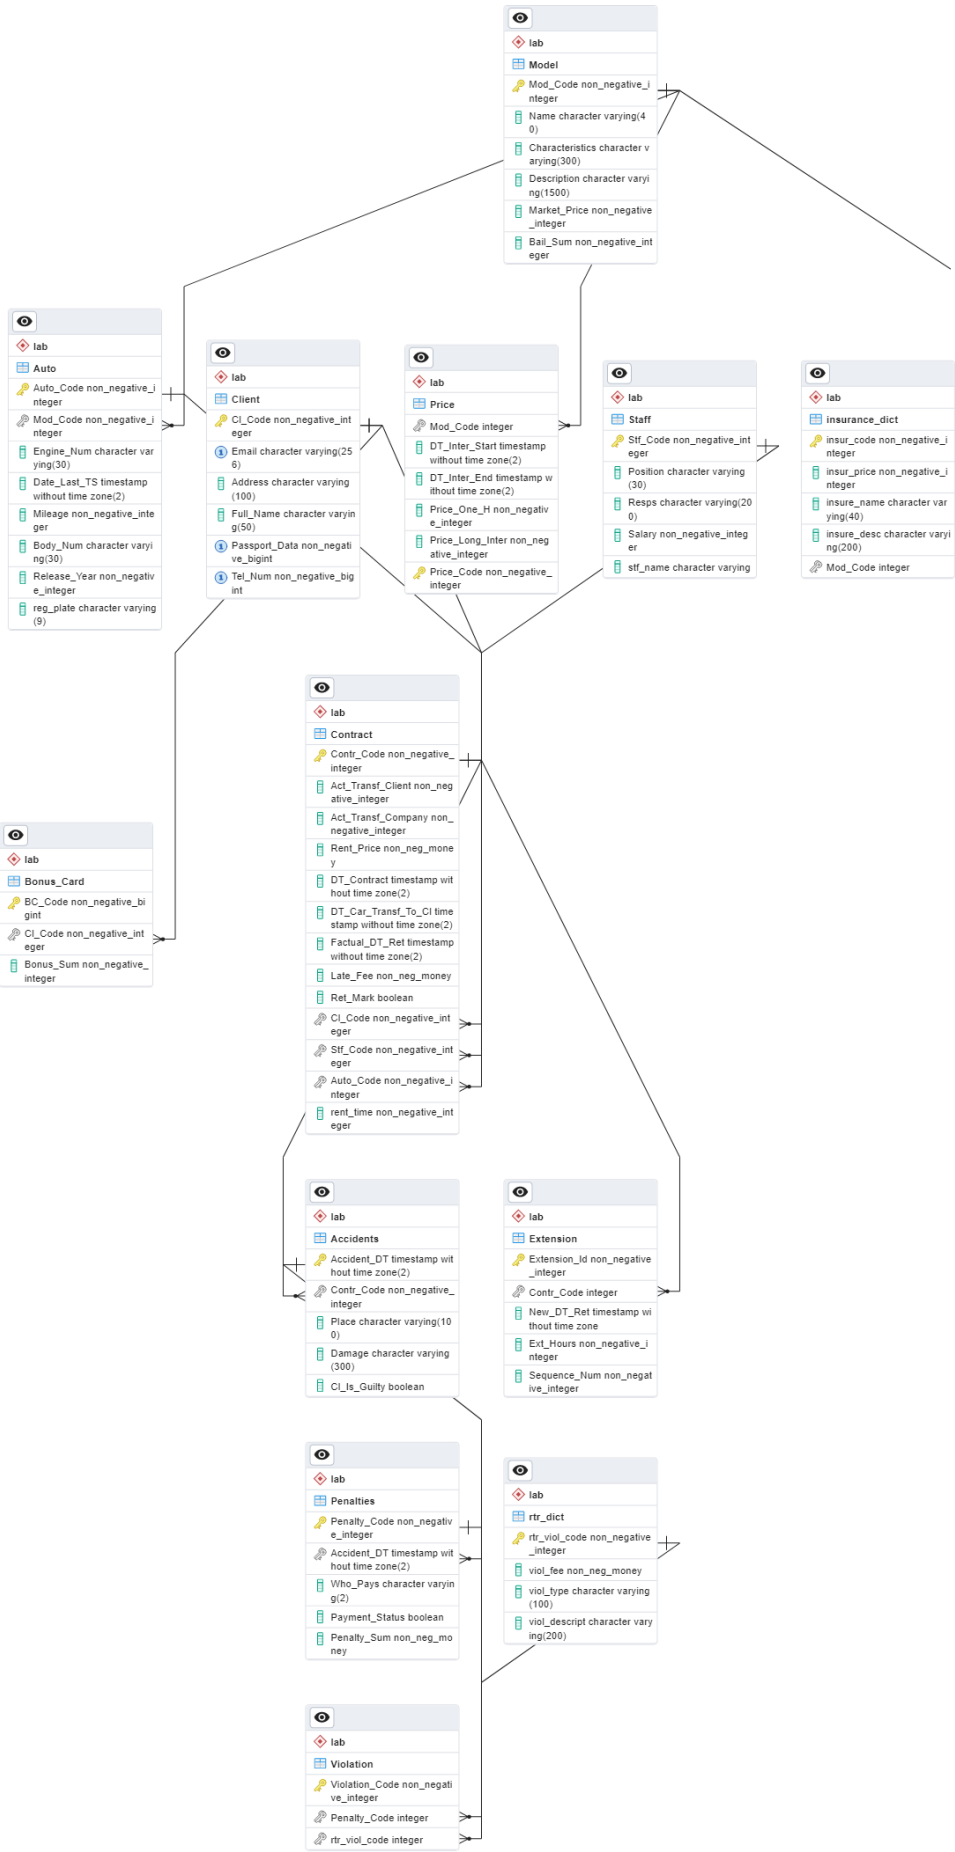 lab
Model
Mod_Code non_negative_i
nteger
Name character varying(4
0)
Characteristics character v
arying(300)
Description character varyi
ng(1500)
Market_Price non_negative
_integer
Bail_Sum non_negative_int
eger
lab
Auto
Auto_Code non_negative_i
nteger
Mod_Code non_negative_i
nteger
Engine_Num character var
ying(30)
Date_Last_TS timestamp
without time zone(2)
Mileage non_negative_inte
ger
Body_Num character varyi
ng(30)
Release_Year non_negativ
e_integer
reg_plate character varying
(9)
lab
Client
Cl_Code non_negative_int
eger
Email character varying(25
6)
Address character varying
(100)
Full_Name character varyin
g(50)
Passport_Data non_negati
ve_bigint
Tel_Num non_negative_big
int
lab
Price
Mod_Code integer
DT_Inter_Start timestamp
without time zone(2)
DT_Inter_End timestamp w
ithout time zone(2)
Price_One_H non_negativ
e_integer
Price_Long_Inter non_neg
ative_integer
Price_Code non_negative_
integer
lab
Staff
Stf_Code non_negative_int
eger
Position character varying
(30)
Resps character varying(20
0)
Salary non_negative_integ
er
stf_name character varying
lab
insurance_dict
insur_code non_negative_i
nteger
insur_price non_negative_i
nteger
insure_name character var
ying(40)
insure_desc character varyi
ng(200)
Mod_Code integer
lab
Contract
Contr_Code non_negative_
integer
Act_Transf_Client non_neg
ative_integer
Act_Transf_Company non_
negative_integer
Rent_Price non_neg_mone
y
DT_Contract timestamp wit
hout time zone(2)
DT_Car_Transf_To_Cl time
stamp without time zone(2)
Factual_DT_Ret timestamp
without time zone(2)
Late_Fee non_neg_money
Ret_Mark boolean
Cl_Code non_negative_int
eger
Stf_Code non_negative_int
eger
Auto_Code non_negative_i
nteger
rent_time non_negative_int
eger
lab
Bonus_Card
BC_Code non_negative_bi
gint
Cl_Code non_negative_int
eger
Bonus_Sum non_negative_
integer
lab
Accidents
Accident_DT timestamp wit
hout time zone(2)
Contr_Code non_negative_
integer
Place character varying(10
0)
Damage character varying
(300)
Cl_Is_Guilty boolean
lab
Extension
Extension_Id non_negative
_integer
Contr_Code integer
New_DT_Ret timestamp wi
thout time zone
Ext_Hours non_negative_i
nteger
Sequence_Num non_negat
ive_integer
lab
Penalties
Penalty_Code non_negativ
e_integer
Accident_DT timestamp wit
hout time zone(2)
Who_Pays character varyin
g(2)
Payment_Status boolean
Penalty_Sum non_neg_mo
ney
lab
rtr_dict
rtr_viol_code non_negative
_integer
viol_fee non_neg_money
viol_type character varying
(100)
viol_descript character vary
ing(200)
lab
Violation
Violation_Code non_negati
ve_integer
Penalty_Code integer
rtr_viol_code integer